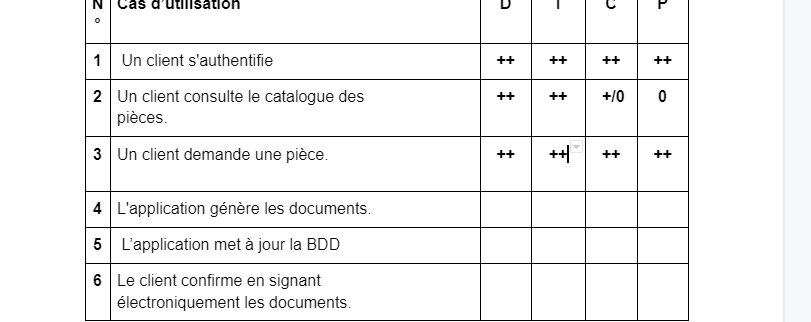 N° Cas d’utilisation D I C P
1 Un client s'authentifie ++ ++ ++ ++
2 Un client consulte le catalogue des ++ ++ +/0 0
pièces.
3 Un client demande une pièce. ++ ++ ++ ++
4 L'application génère les documents.
5 L’application met à jour la BDD
6 Le client confirme en signant
électroniquement les documents.